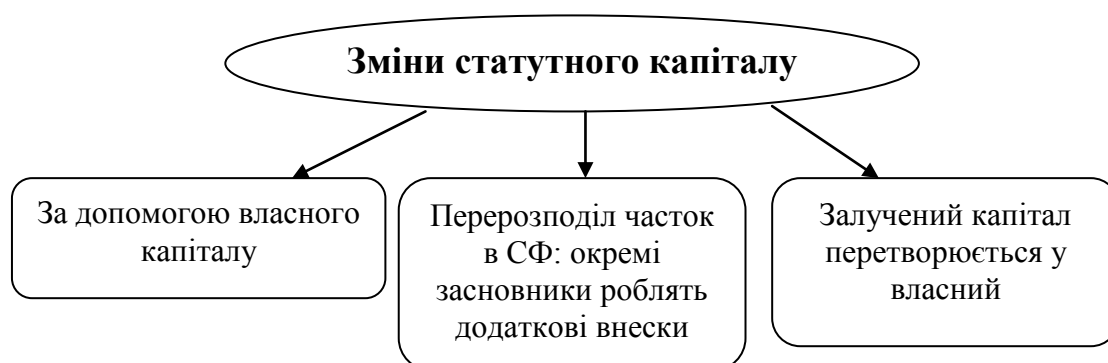 Зміни статутного капіталу
За допомогою власного
капіталу
Перерозподіл часток
в СФ: окремі
засновники роблять
додаткові внески
Залучений капітал
перетворюється у
власний